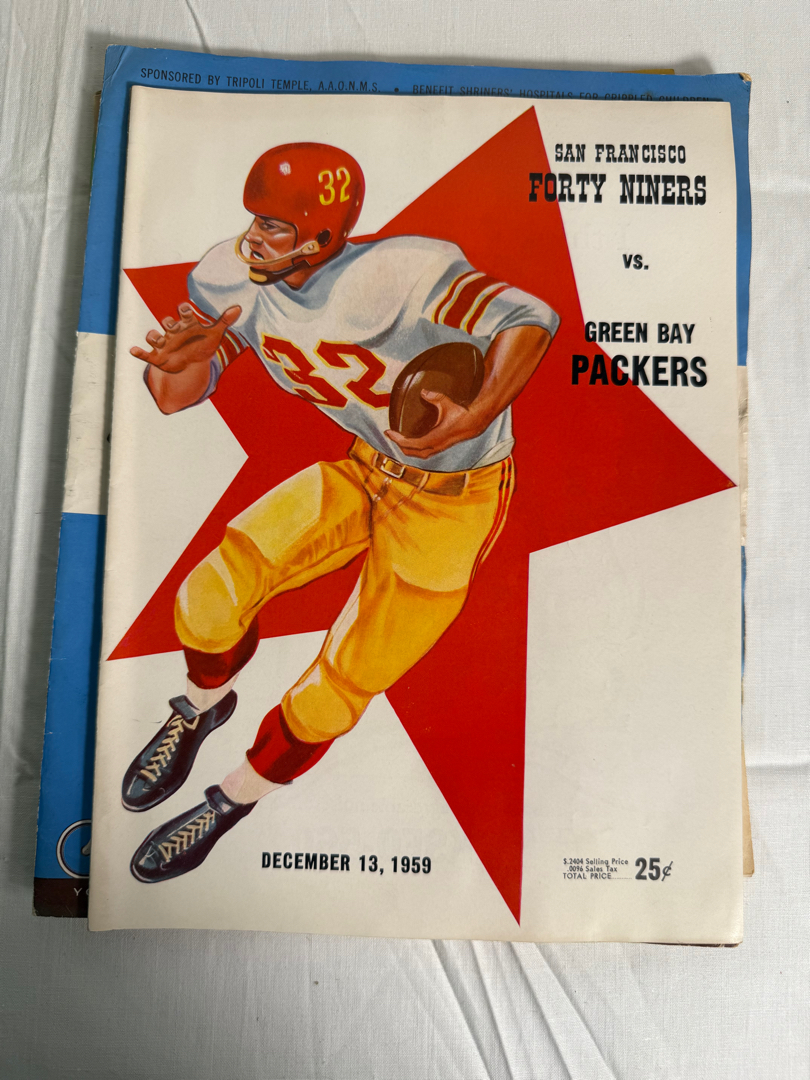 SPONSORED BY TRIPOLI TEMPLE, A.A.O.N.M.S. • BENEFIT SHRINERS' HOSPITALS FOR CRIPPLED CHILDREN
SAN FRANCISCO
FORTY NINERS
32
VS.
GREEN BAY
PACKERS
32
DECEMBER 13, 1959
$.2404 Selling Price
.0096 Sales Tax
TOTAL PRICE........ 25¢